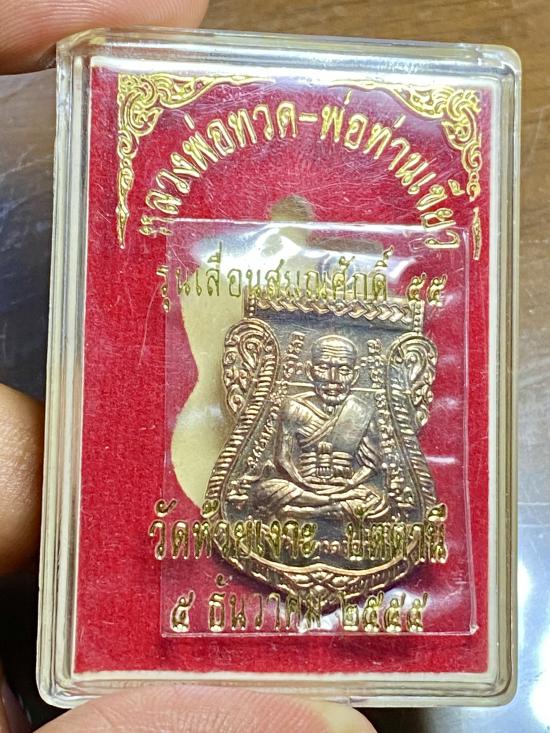 หลวงพ่อทวด-พ่อท่านเขียว
รุ่นเลื่อนสมณศักดิ์ ๕๕
วัดห้วยเงาะ ปัตตานี
๕ ธันวาคม ๒๕๕๕